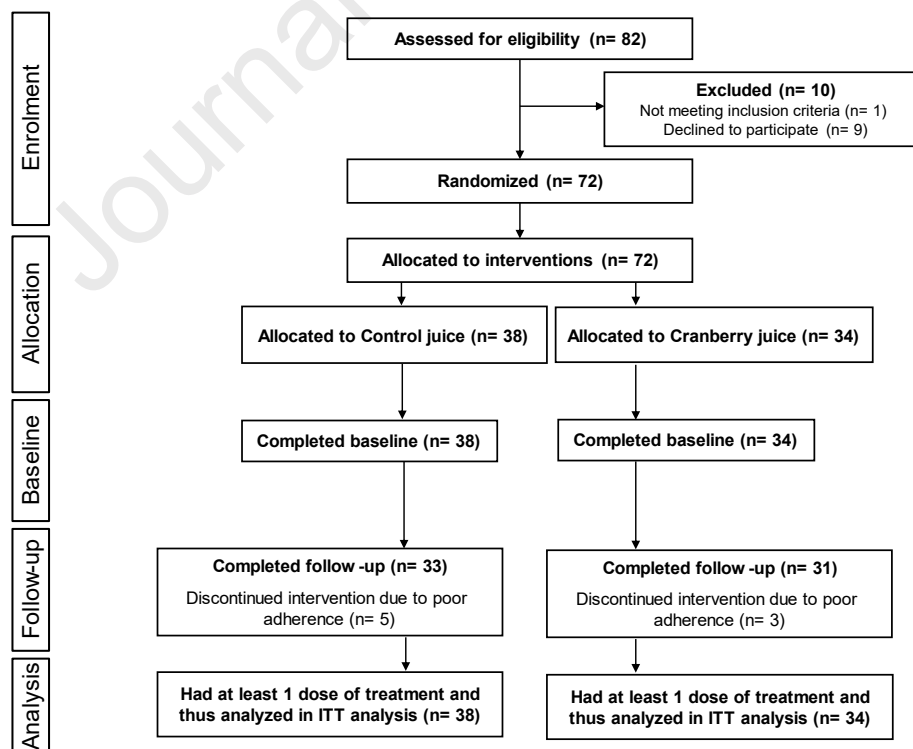 Enrolment
Assessed for eligibility (n= 82)
Excluded (n= 10)
Not meeting inclusion criteria (n= 1)
Declined to participate (n= 9)
Randomized (n= 72)
Journal
Allocation
Allocated to interventions (n= 72)
Allocated to Control juice (n= 38)
Allocated to Cranberry juice (n= 34)
Baseline
Completed baseline (n= 38)
Completed baseline (n= 34)
Follow-up
Completed follow -up (n= 33)
Discontinued intervention due to poor
adherence (n= 5)
Completed follow-up (n= 31)
Discontinued intervention due to poor
adherence (n= 3)
Analysis
Had at least 1 dose of treatment and
thus analyzed in ITT analysis (n= 38)
Had at least 1 dose of treatment and
thus analyzed in ITT analysis (n= 34)